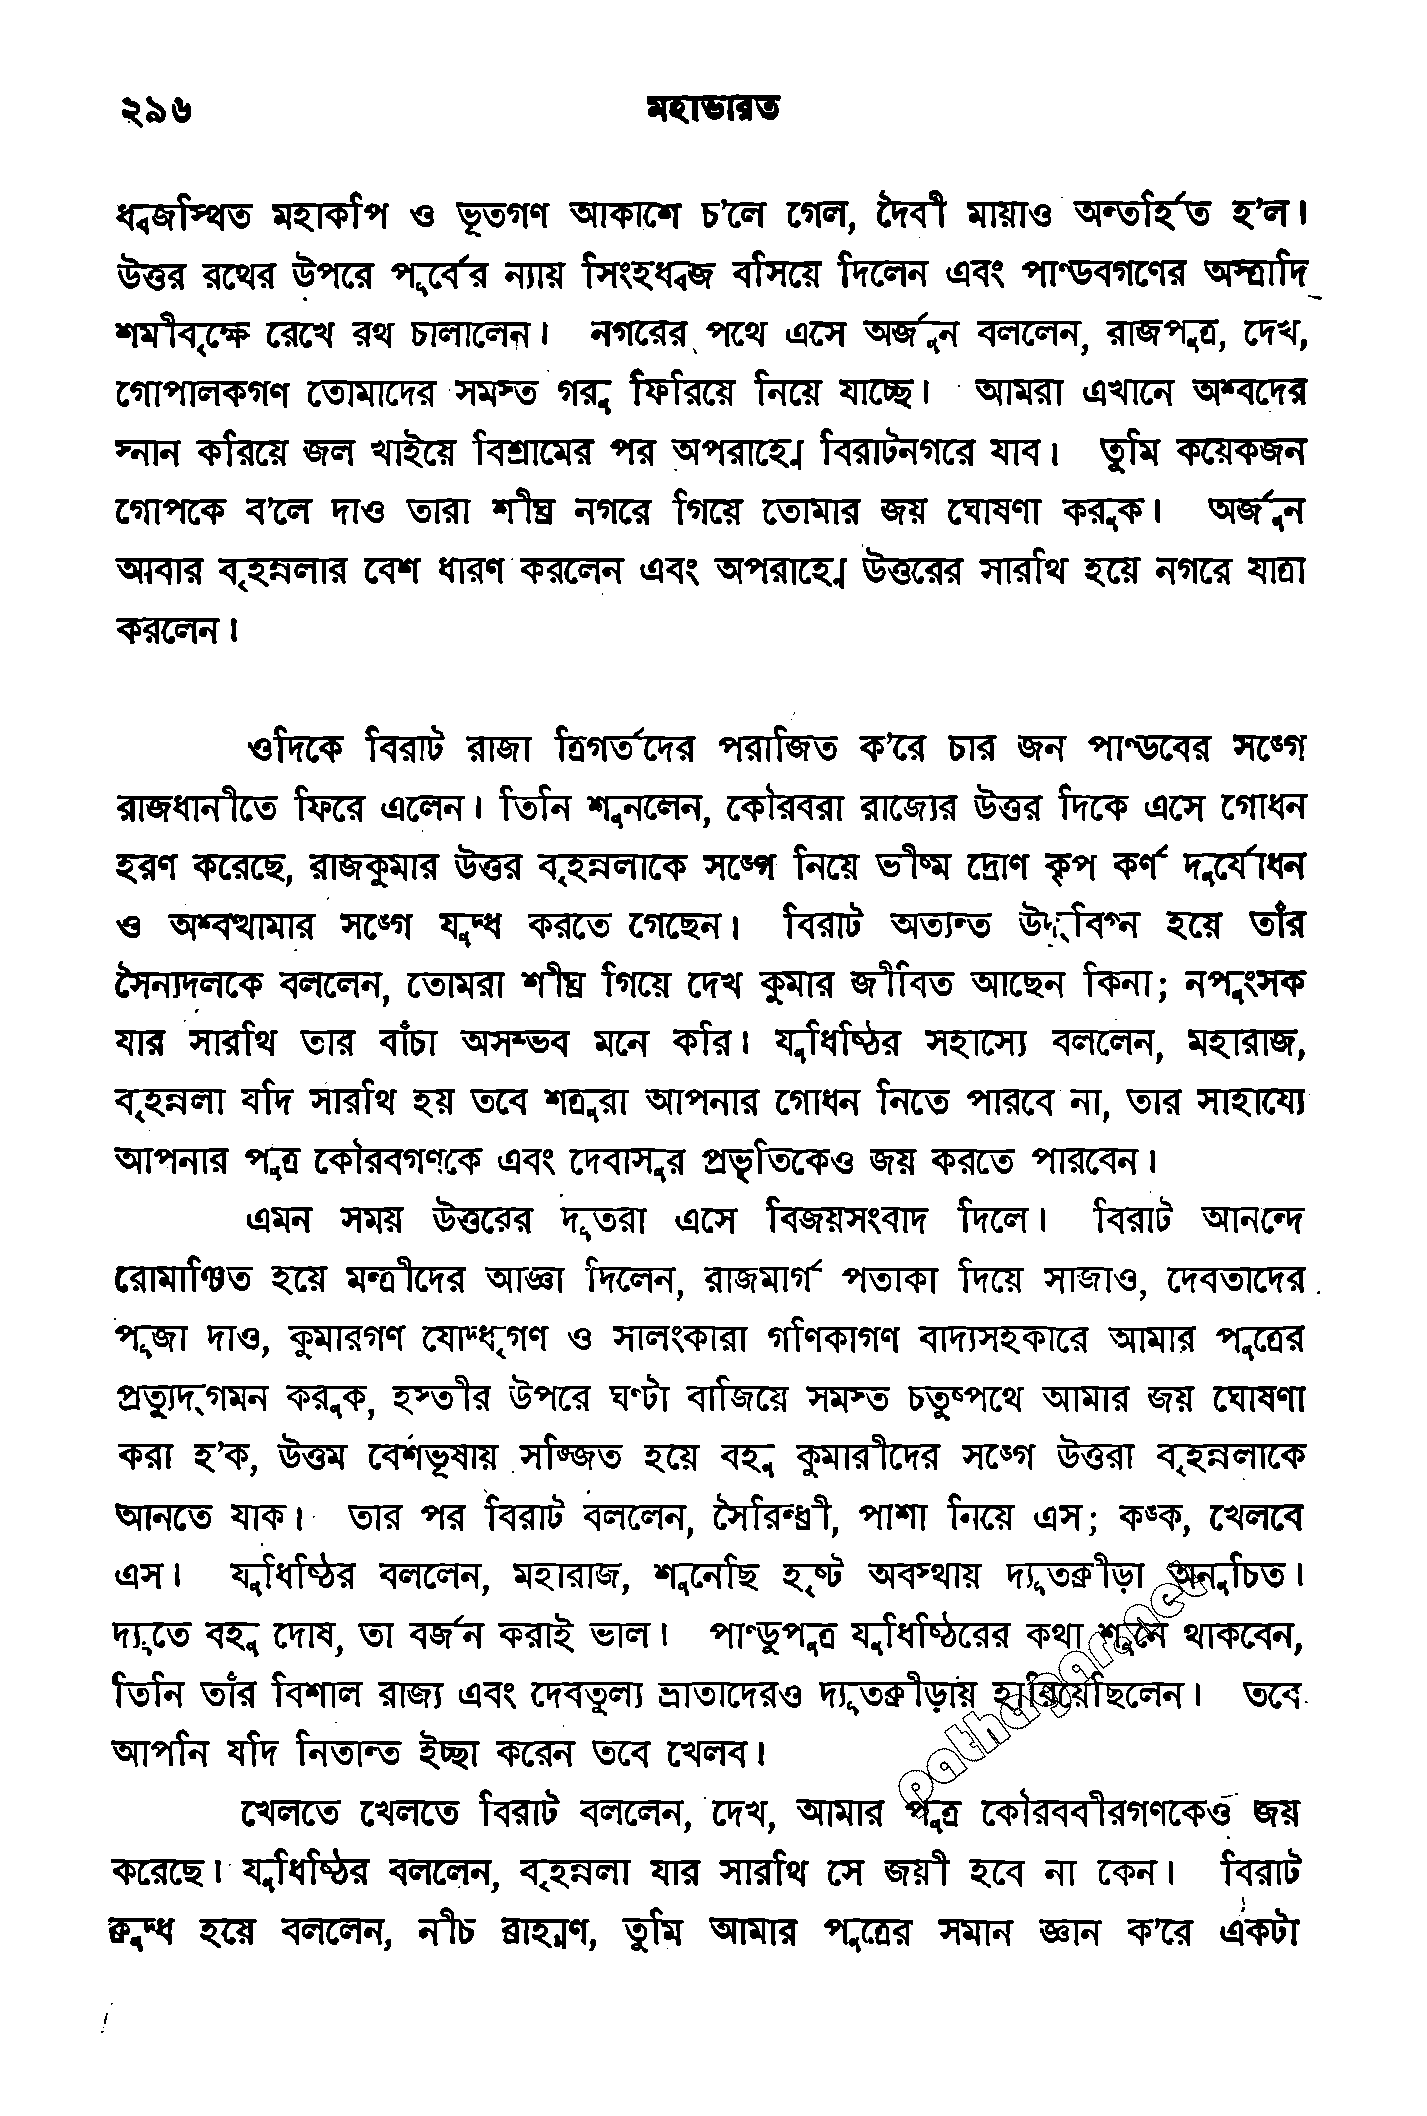 ২৯৬ মহাভারত
ধ্বজস্থিত মহাকপি ও ভূতগণ আকাশে চ'লে গেল, দৈবী মায়াও অন্তর্হিত হ'ল।
উত্তর রথের উপরে পূর্বের ন্যায় সিংহধ্বজ বসিয়ে দিলেন এবং পাণ্ডবগণের অস্ত্রাদি
শমীবৃক্ষে রেখে রথ চালালেন। নগরের পথে এসে অর্জুন বললেন, রাজপুত্র, দেখ,
গোপালকগণ তোমাদের সমস্ত গরু ফিরিয়ে নিয়ে যাচ্ছে। আমরা এখানে অশ্বদের
স্নান করিয়ে জল খাইয়ে বিশ্রামের পর অপরাহ্ণে বিরাটনগরে যাব। তুমি কয়েকজন
গোপকে ব'লে দাও তারা শীঘ্র নগরে গিয়ে তোমার জয় ঘোষণা করুক। অর্জুন
আবার বৃহন্নলার বেশ ধারণ করলেন এবং অপরাহ্ণে উত্তরের সারথি হয়ে নগরে যাত্রা
করলেন।
ওদিকে বিরাট রাজা ত্রিগর্তদের পরাজিত ক'রে চার জন পাণ্ডবের সঙ্গে
রাজধানীতে ফিরে এলেন। তিনি শুনলেন, কৌরবরা রাজ্যের উত্তর দিকে এসে গোধন
হরণ করেছে, রাজকুমার উত্তর বৃহন্নলাকে সঙ্গে নিয়ে ভীষ্ম দ্রোণ কৃপ কর্ণ দুর্যোধন
ও অশ্বত্থামার সঙ্গে যুদ্ধ করতে গেছেন। বিরাট অত্যন্ত উদ্‌বিগ্ন হয়ে তাঁর
সৈন্যদলকে বললেন, তোমরা শীঘ্র গিয়ে দেখ কুমার জীবিত আছেন কিনা; নপুংসক
যার সারথি তার বাঁচা অসম্ভব মনে করি। যুধিষ্ঠির সহাস্যে বললেন, মহারাজ,
বৃহন্নলা যদি সারথি হয় তবে শত্রুরা আপনার গোধন নিতে পারবে না, তার সাহায্যে
আপনার পুত্র কৌরবগণকে এবং দেবাসুর প্রভৃতিকেও জয় করতে পারবেন।
এমন সময় উত্তরের দূতরা এসে বিজয়সংবাদ দিলে। বিরাট আনন্দে
রোমাঞ্চিত হয়ে মন্ত্রীদের আজ্ঞা দিলেন, রাজমার্গ পতাকা দিয়ে সাজাও, দেবতাদের
পূজা দাও, কুমারগণ যোদ্ধৃগণ ও সালংকারা গণিকাগণ বাদ্যসহকারে আমার পুত্রের
প্রত্যুদ্‌গমন করুক, হস্তীর উপরে ঘণ্টা বাজিয়ে সমস্ত চতুষ্পথে আমার জয় ঘোষণা
করা হ'ক, উত্তম বেশভূষায় সজ্জিত হয়ে বহু কুমারীদের সঙ্গে উত্তরা বৃহন্নলাকে
আনতে যাক। তার পর বিরাট বললেন, সৈরিন্ধ্রী, পাশা নিয়ে এস; কঙ্ক, খেলবে
এস। যুধিষ্ঠির বললেন, মহারাজ, শুনেছি হৃষ্ট অবস্থায় দ্যূতক্রীড়া অনুচিত।
দ্যূতে বহু দোষ, তা বর্জন করাই ভাল। পাণ্ডুপুত্র যুধিষ্ঠিরের কথা শুনে থাকবেন,
তিনি তাঁর বিশাল রাজ্য এবং দেবতুল্য ভ্রাতাদেরও দ্যূতক্রীড়ায় হারিয়েছিলেন। তবে
আপনি যদি নিতান্ত ইচ্ছা করেন তবে খেলব।
খেলতে খেলতে বিরাট বললেন, দেখ, আমার পুত্র কৌরববীরগণকেও জয়
করেছে। যুধিষ্ঠির বললেন, বৃহন্নলা যার সারথি সে জয়ী হবে না কেন। বিরাট
ক্রুদ্ধ হয়ে বললেন, নীচ ব্রাহ্মণ, তুমি আমার পুত্রের সমান জ্ঞান ক'রে একটা
pathagar.net